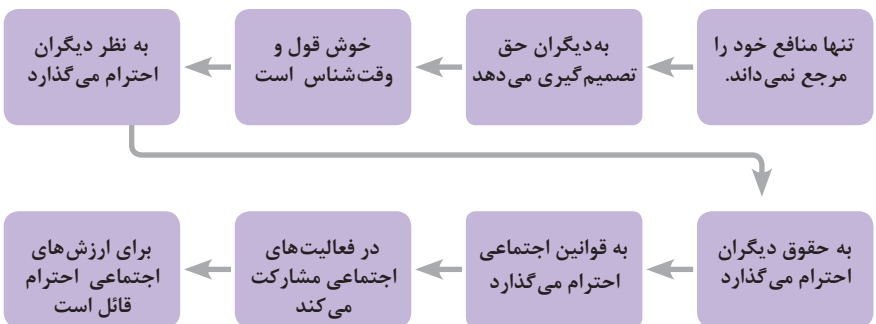 تنها منافع خود را
مرجع نمی‌داند.
به‌دیگران حق
تصمیم‌گیری می‌دهد
خوش قول و
وقت‌شناس است
به نظر دیگران
احترام می‌گذارد
به حقوق دیگران
احترام می‌گذارد
به قوانین اجتماعی
احترام می‌گذارد
در فعالیت‌های
اجتماعی مشارکت
می‌کند
برای ارزش‌های
اجتماعی احترام
قائل است